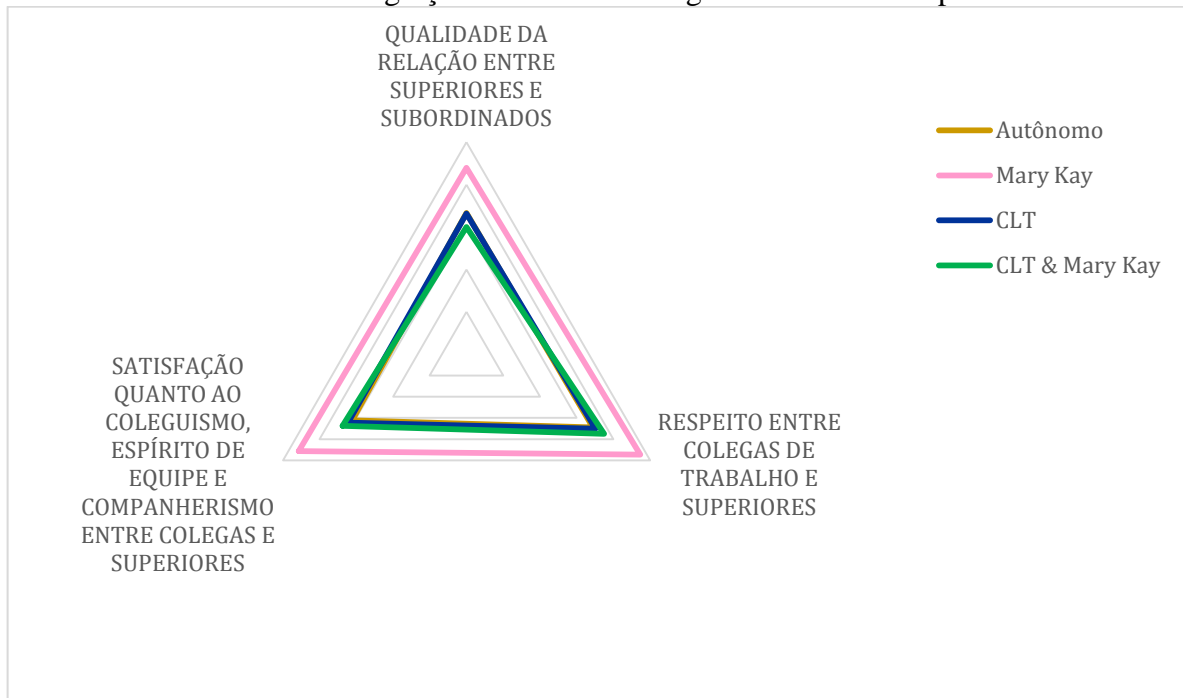 QUALIDADE DA
RELAÇÃO ENTRE
SUPERIORES E
SUBORDINADOS
Autônomo
Mary Kay
CLT
CLT & Mary Kay
SATISFAÇÃO
QUANTO AO
COLEGUISMO,
ESPÍRITO DE
EQUIPE E
COMPANHERISMO
ENTRE COLEGAS E
SUPERIORES
RESPEITO ENTRE
COLEGAS DE
TRABALHO E
SUPERIORES